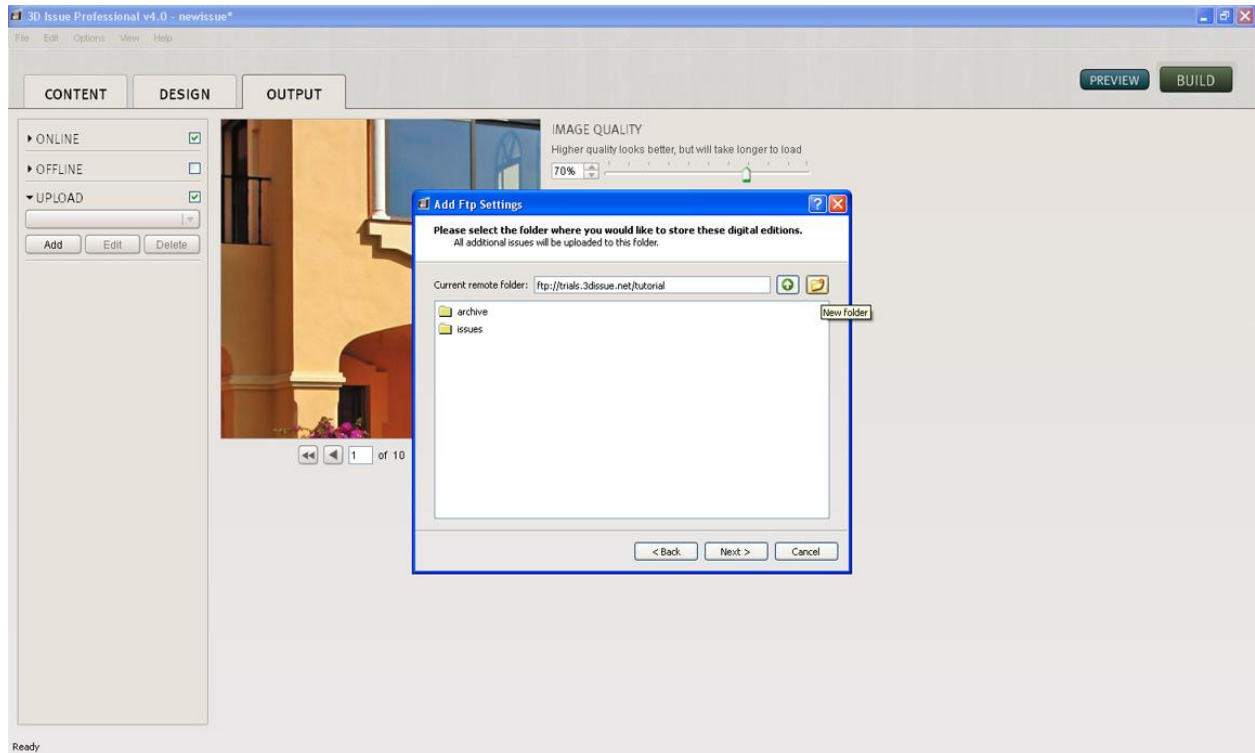 3D Issue Professional v4.0 - newissue*
File Edit Options View Help
CONTENT DESIGN OUTPUT
PREVIEW BUILD
ONLINE
OFFLINE
UPLOAD
Add Edit Delete
IMAGE QUALITY
Higher quality looks better, but will take longer to load
70%
Add Ftp Settings
Please select the folder where you would like to store these digital editions.
All additional issues will be uploaded to this folder.
Current remote folder: ftp://trials.3dissue.net/tutorial
New folder
archive
issues
1 of 10
< Back Next > Cancel
Ready